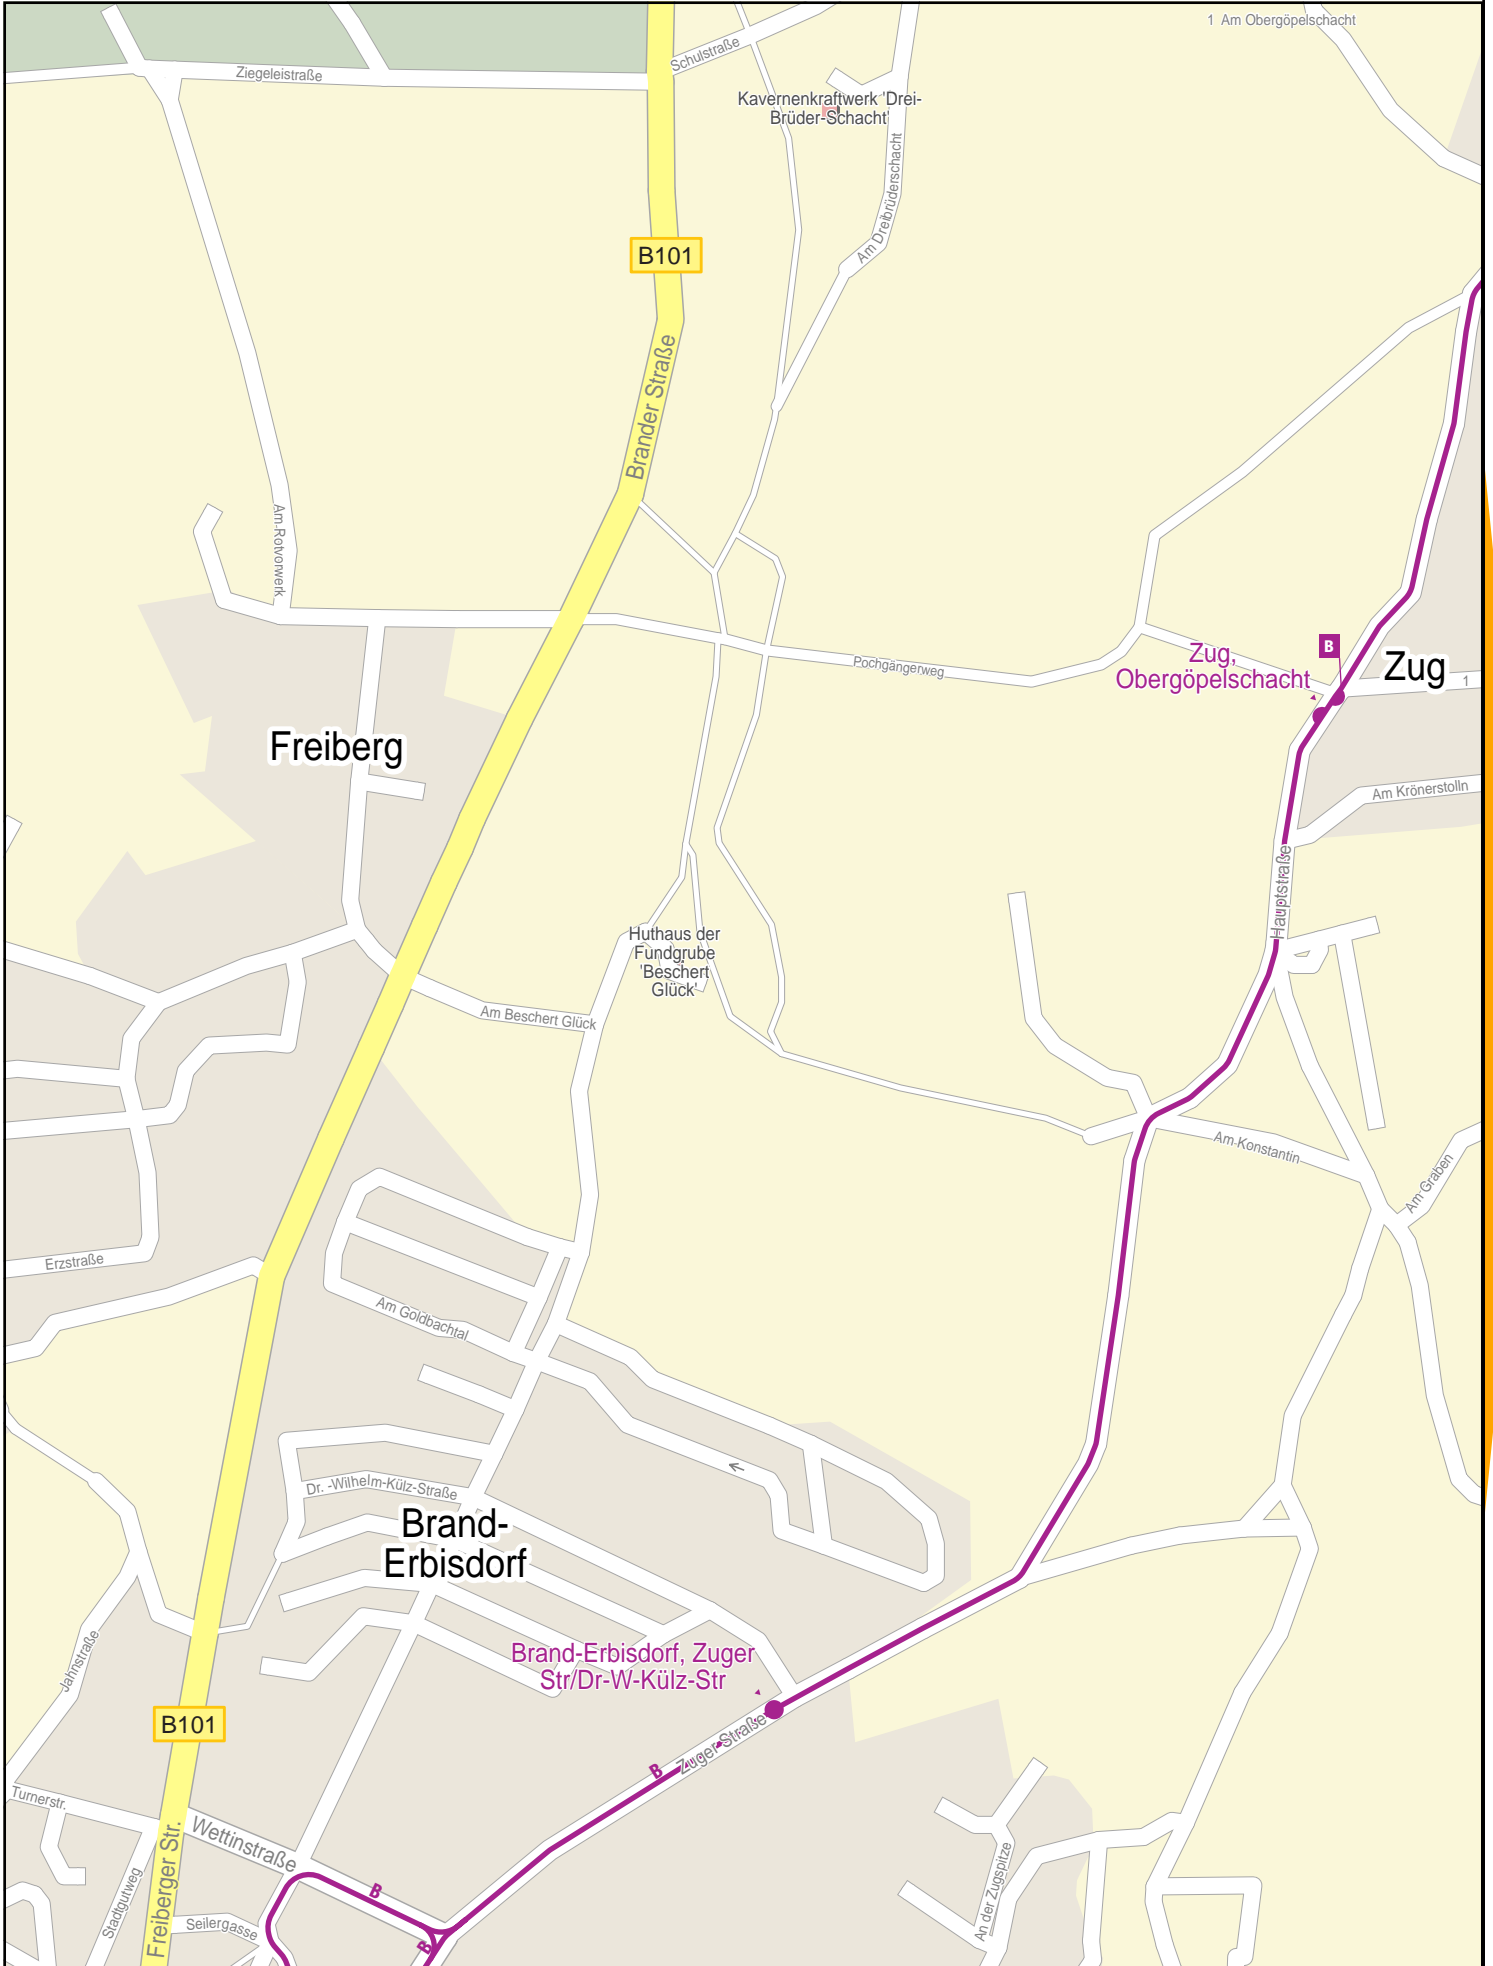 1 Am Obergöpelschacht
Schulstraße
Ziegeleistraße
Kavernenkraftwerk 'Drei-
Brüder-Schacht'
Am Dreibrüderschacht
B101
Brander Straße
Am-Rotvorwerk
B
Zug,
Obergöpelschacht
Zug
1
Pochgängerweg
Freiberg
Am Krönerstolln
Hauptstraße
Huthaus der
Fundgrube
'Beschert
Glück'
Am Beschert Glück
Am-Konstantin
Am Graben
Erzstraße
Am Goldbachtal
Dr. -Wilhelm-Külz-Straße
Brand-
Erbisdorf
Jahnstraße
Brand-Erbisdorf, Zuger
Str/Dr-W-Külz-Str
B101
Zuger-Straße
B
Turnerstr.
Wettinstraße
Freiberger Str.
Stadtgutweg
Seilergasse
B
B
An der Zugspitze